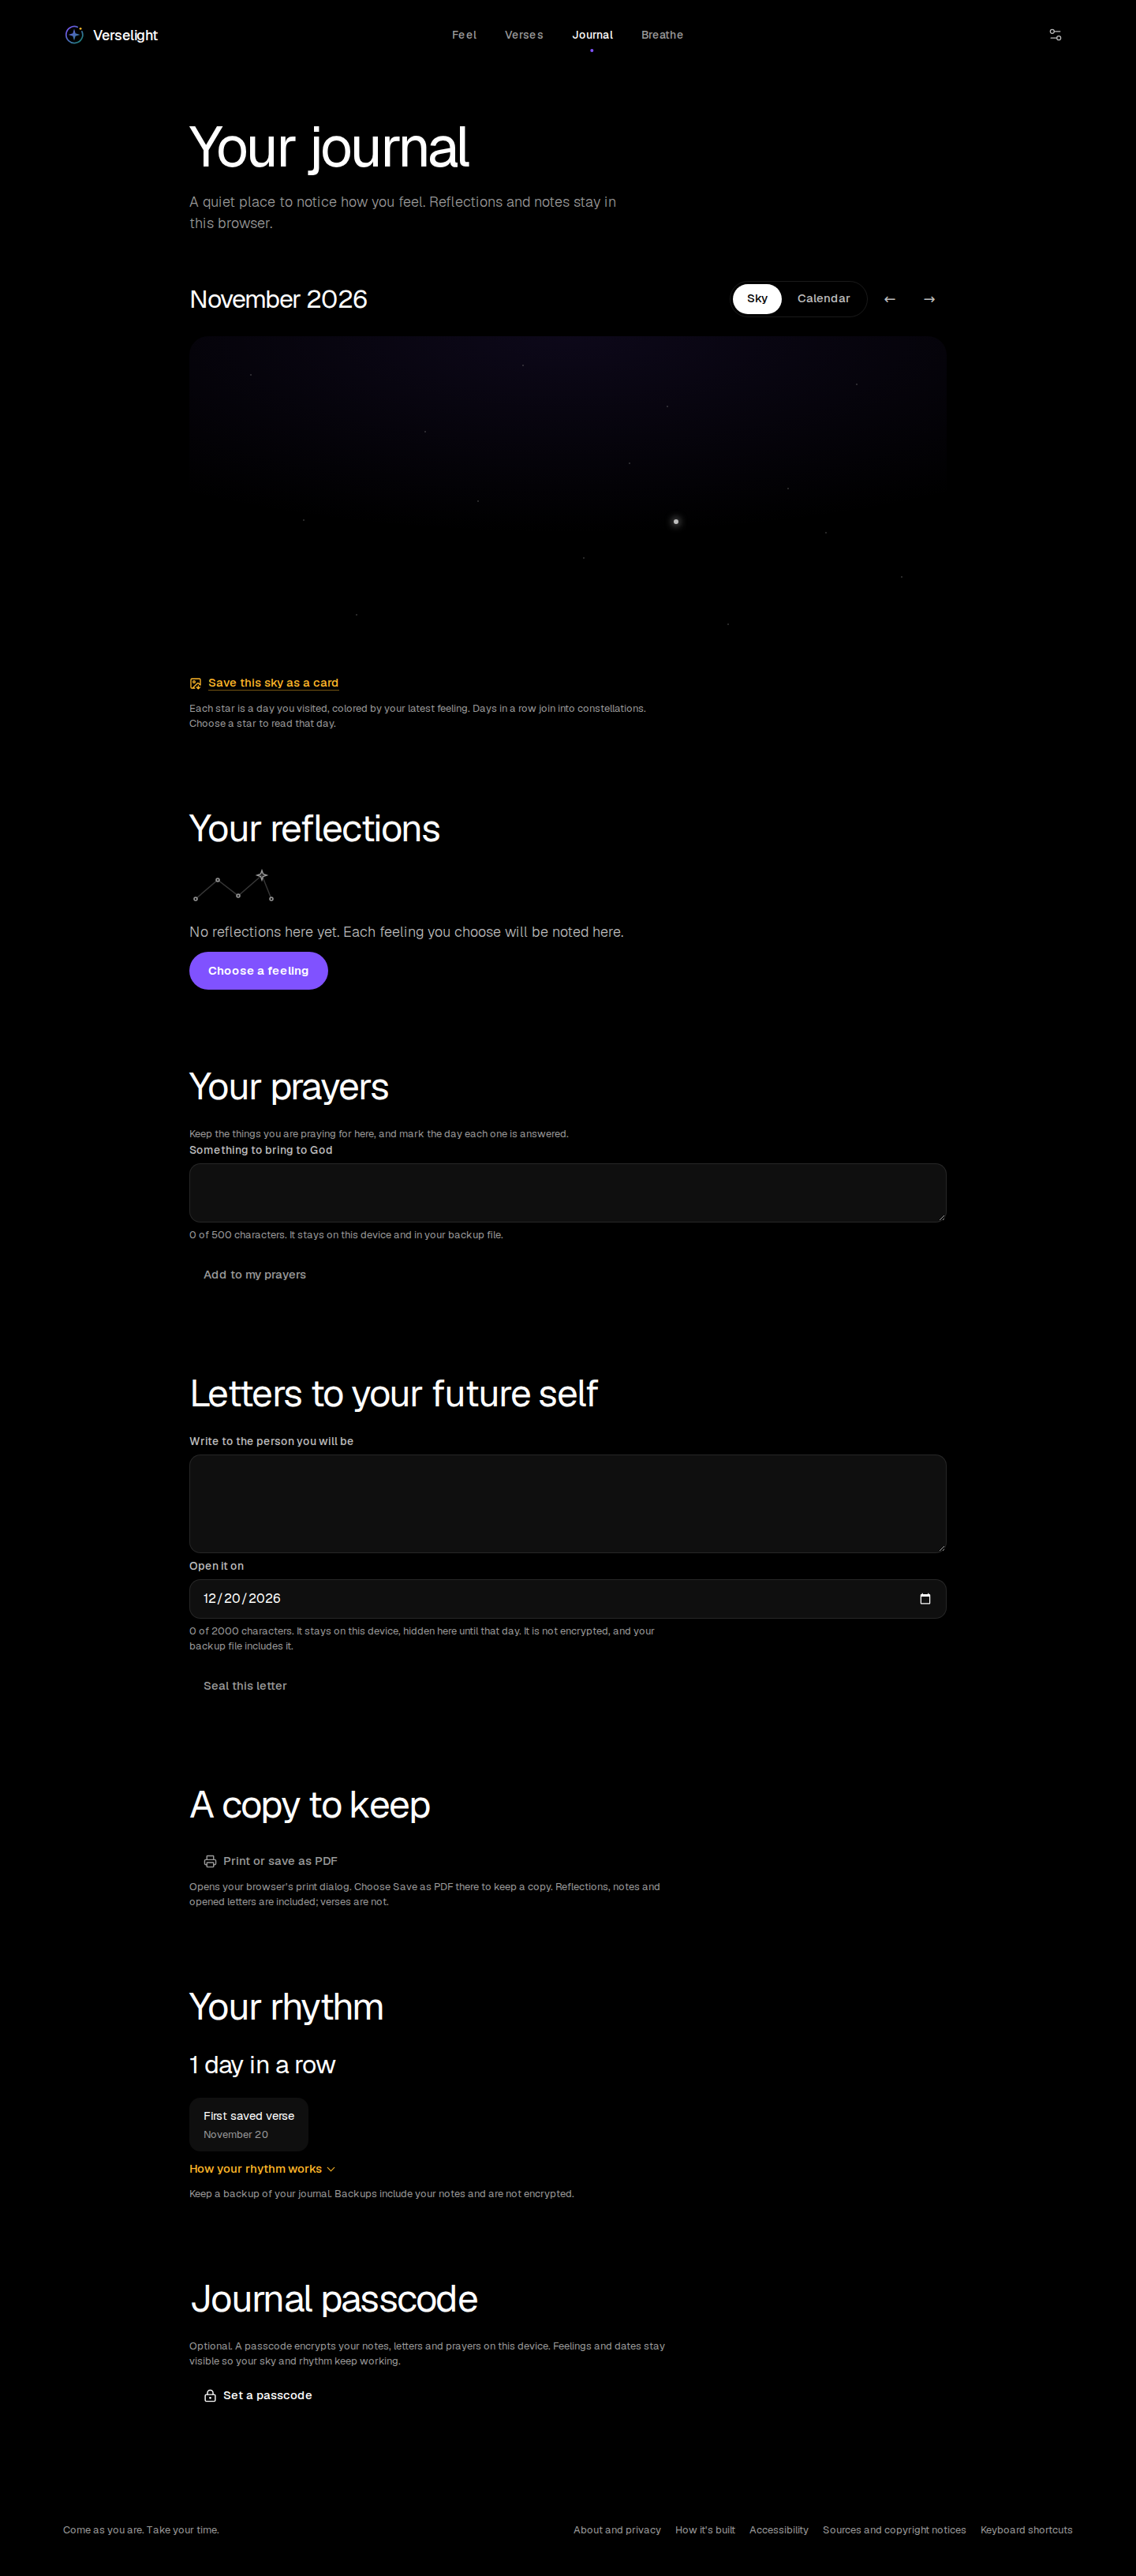 Verselight
Feel
Verses
Journal
Breathe
Your journal
A quiet place to notice how you feel. Reflections and notes stay in
this browser.
November 2026
Sky
Calendar
Save this sky as a card
Each star is a day you visited, colored by your latest feeling. Days in a row join into constellations.
Choose a star to read that day.
Your reflections
No reflections here yet. Each feeling you choose will be noted here.
Choose a feeling
Your prayers
Keep the things you are praying for here, and mark the day each one is answered.
Something to bring to God
0 of 500 characters. It stays on this device and in your backup file.
Add to my prayers
Letters to your future self
Write to the person you will be
Open it on
12/20/2026
0 of 2000 characters. It stays on this device, hidden here until that day. It is not encrypted, and your
backup file includes it.
Seal this letter
A copy to keep
Print or save as PDF
Opens your browser's print dialog. Choose Save as PDF there to keep a copy. Reflections, notes and
opened letters are included; verses are not.
Your rhythm
1 day in a row
First saved verse
November 20
How your rhythm works
Keep a backup of your journal. Backups include your notes and are not encrypted.
Journal passcode
Optional. A passcode encrypts your notes, letters and prayers on this device. Feelings and dates stay
visible so your sky and rhythm keep working.
Set a passcode
Come as you are. Take your time.
About and privacy
How it's built
Accessibility
Sources and copyright notices
Keyboard shortcuts